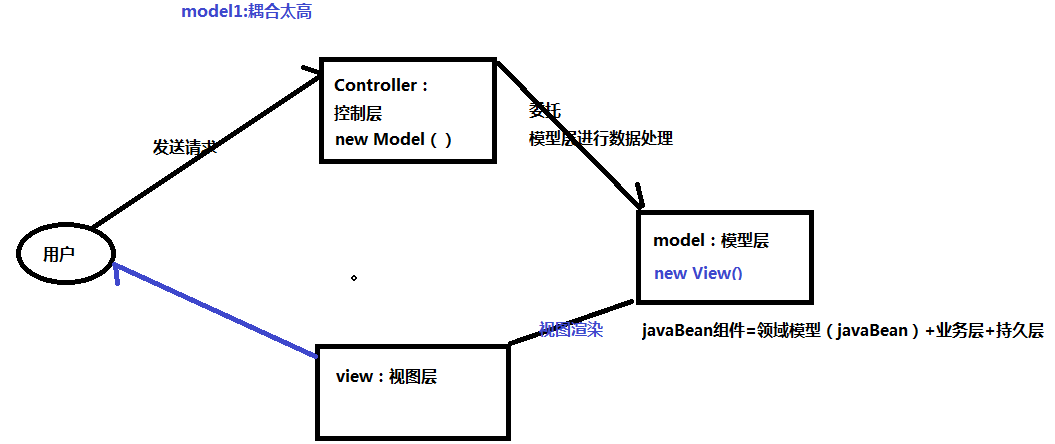 model1:耦合太高
Controller：
控制层
new Model（ ）
委托
模型层进行数据处理
发送请求
用户
model：模型层
new View()
视图渲染
javaBean组件=领域模型（javaBean）+业务层+持久层
view：视图层